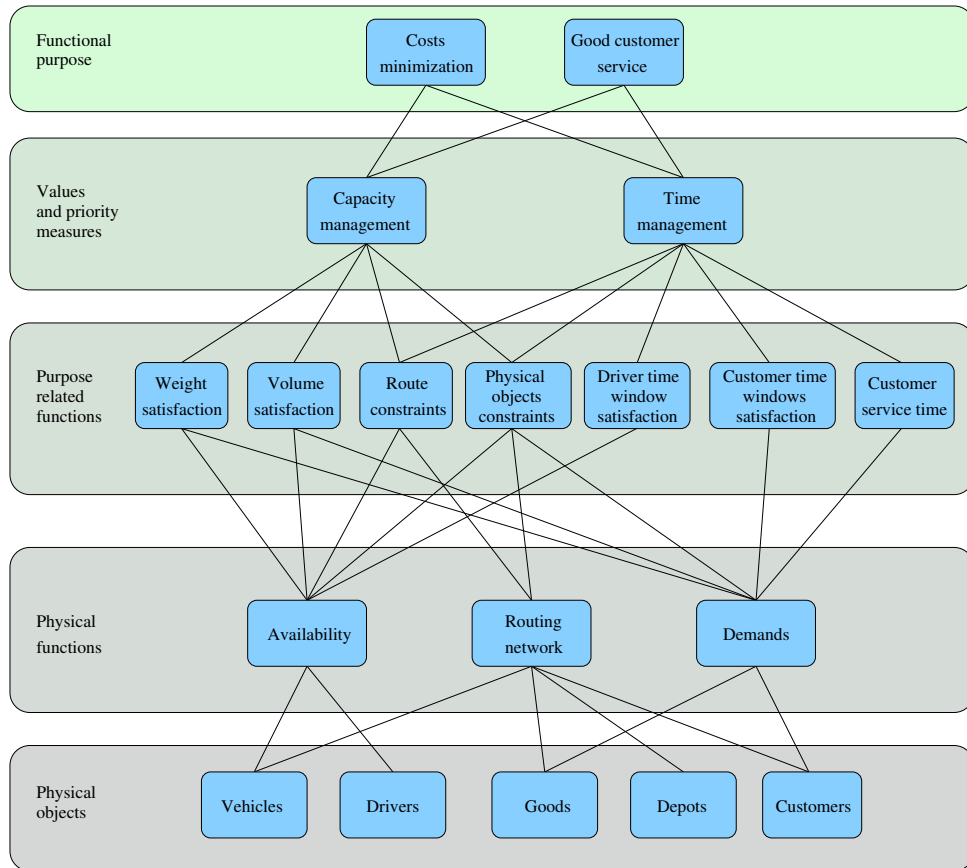 Functional
purpose
Costs
minimization
Good customer
service
Values
and priority
measures
Capacity
management
Time
management
Purpose
related
functions
Weight
satisfaction
Volume
satisfaction
Route
constraints
Physical
objects
constraints
Driver time
window
satisfaction
Customer time
windows
satisfaction
Customer
service time
Physical
functions
Availability
Routing
network
Demands
Physical
objects
Vehicles
Drivers
Goods
Depots
Customers